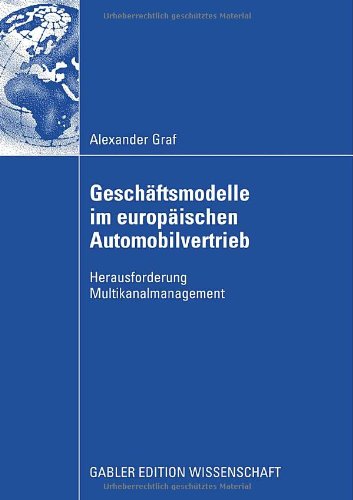 Urheberrechtlich geschütztes Material
Alexander Graf
Geschäftsmodelle
im europäischen
Automobilvertrieb
Herausforderung
Multikanalmanagement
GABLER EDITION WISSENSCHAFT
Urheberrechtlich geschütztes Material